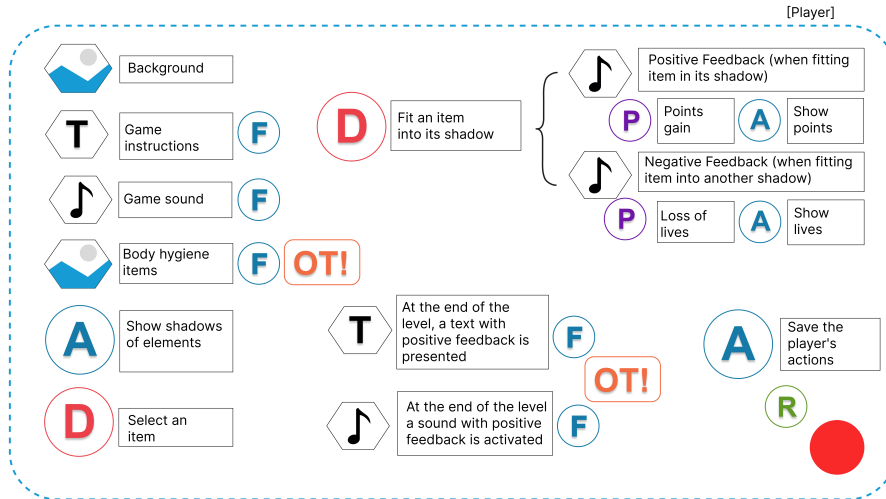 [Player]
Background
T
Game
instructions
F
Game sound
F
Body hygiene
items
F
OT!
A
Show shadows
of elements
D
Select an
item
D
Fit an item
into its shadow
Positive Feedback (when fitting
item in its shadow)
P
Points
gain
A
Show
points
Negative Feedback (when fitting
item into another shadow)
P
Loss of
lives
A
Show
lives
T
At the end of the
level, a text with
positive feedback is
presented
F
OT!
At the end of the level
a sound with positive
feedback is activated
F
A
Save the
player's
actions
R